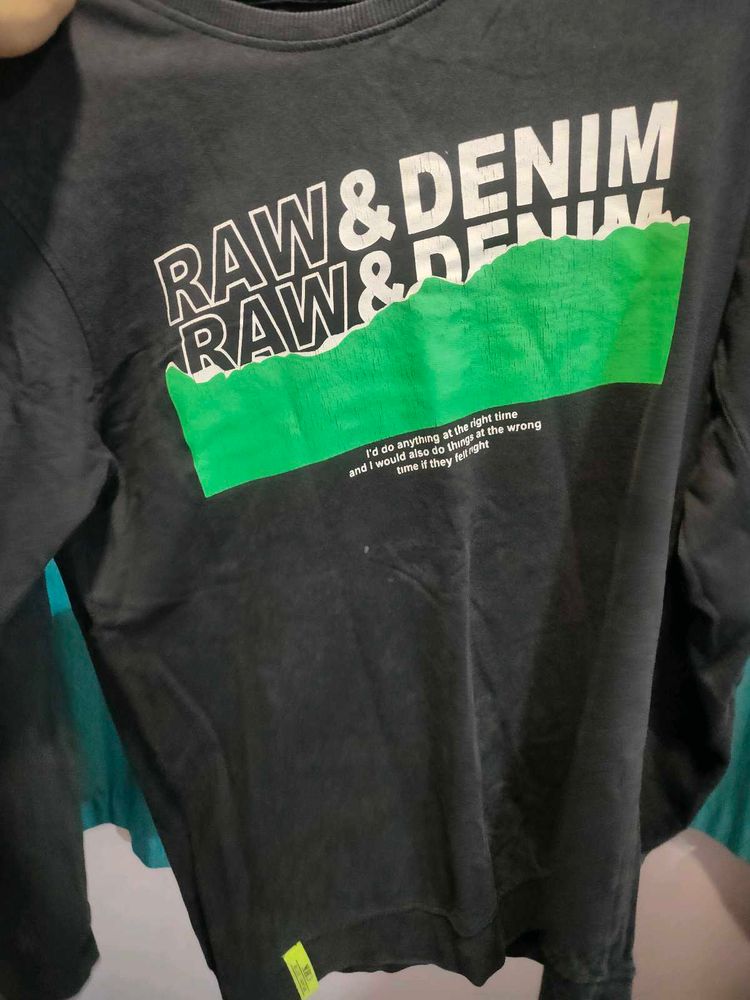 RAW & DENIM
RAW & DENIM
I'd do anything at the right time
and I would also do things at the wrong
time if they felt right